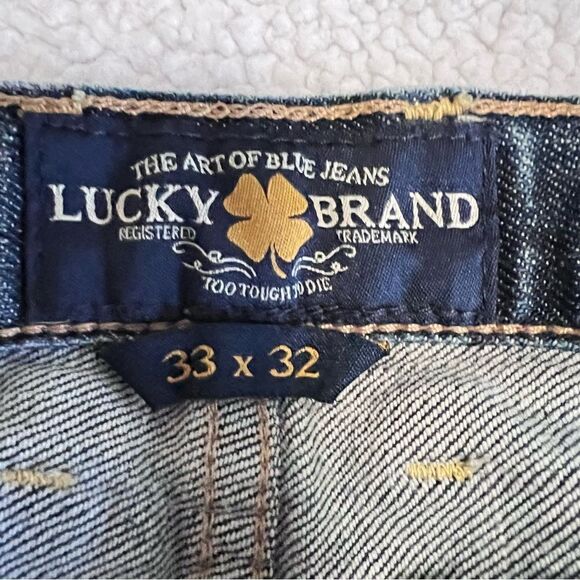 THE ART OF BLUE JEANS
LUCKY BRAND
REGISTERED TRADEMARK
TOO TOUGH TO DIE
33 x 32